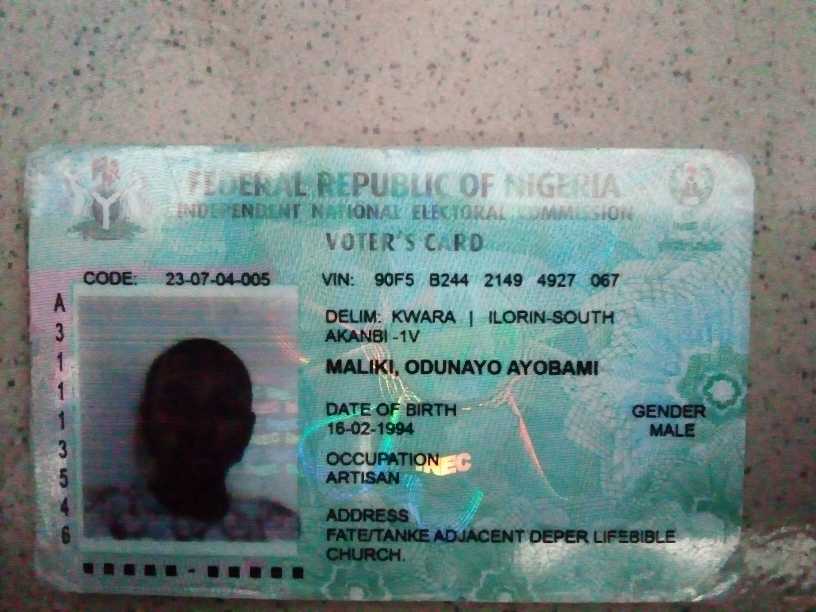 FEDERAL REPUBLIC OF NIGERIA
INDEPENDENT NATIONAL ELECTORAL COMMISSION
VOTER'S CARD
CODE: 23-07-04-005
VIN: 90F5 B244 2149 4927 067
DELIM: KWARA | ILORIN-SOUTH
AKANBI -1V
MALIKI, ODUNAYO AYOBAMI
DATE OF BIRTH
16-02-1994
GENDER
MALE
OCCUPATION
ARTISAN
ADDRESS
FATE/TANKE ADJACENT DEPER LIFEBIBLE
CHURCH.
A 3 1 1 1 3 5 4 6